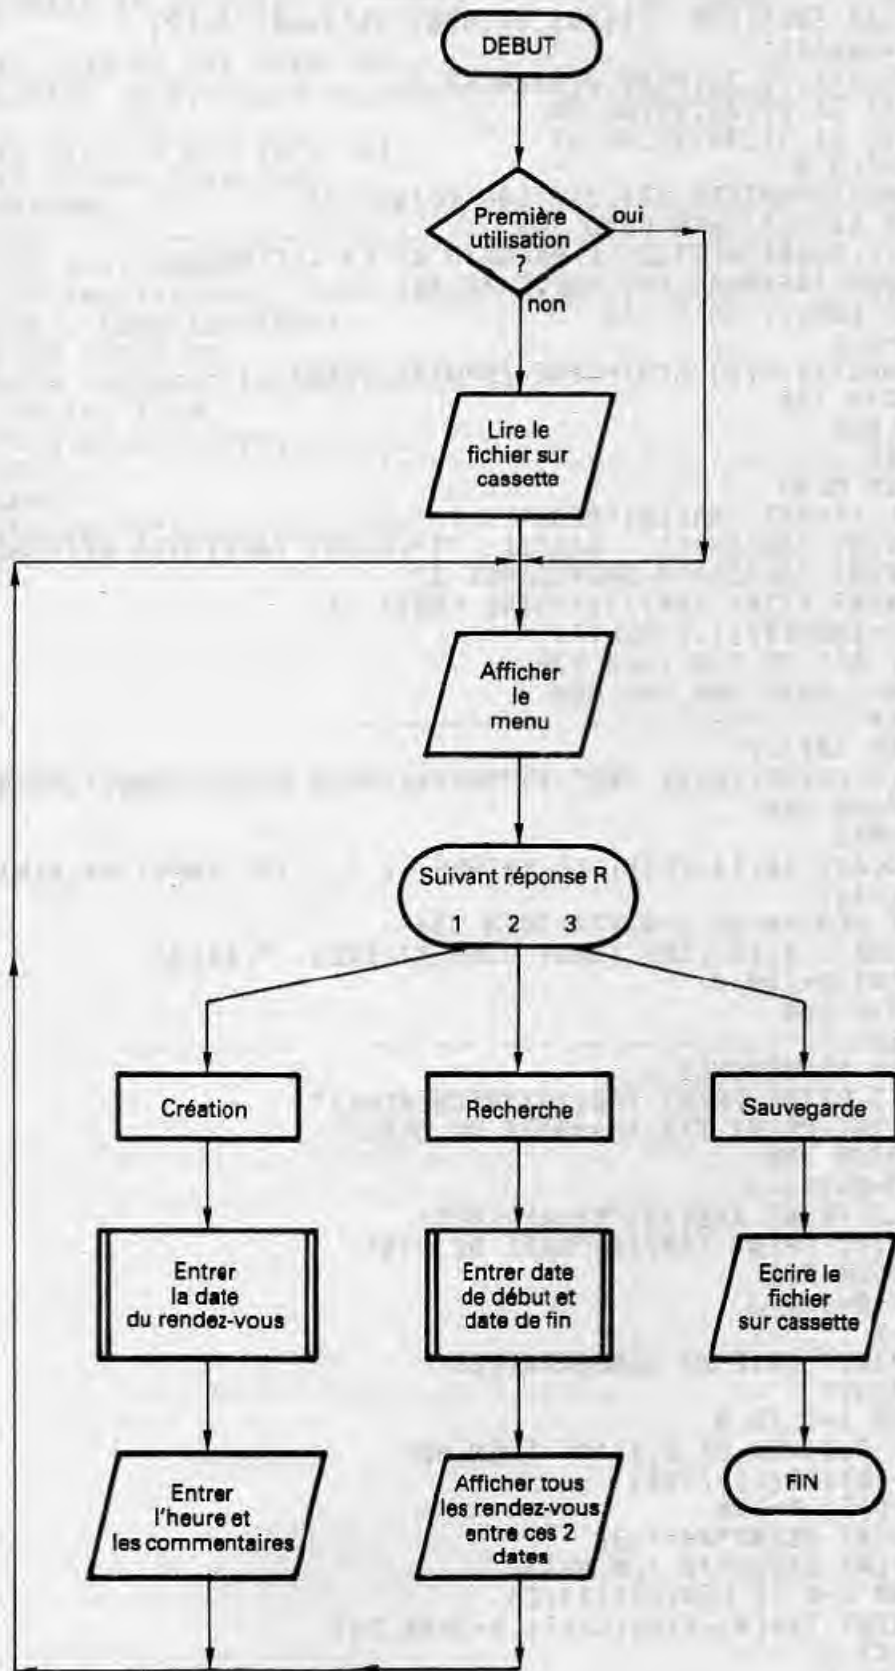 DEBUT
Première
utilisation
?
oui
non
Lire le
fichier sur
cassette
Afficher
le
menu
Suivant réponse R
1 2 3
Création
Recherche
Sauvegarde
Entrer
la date
du rendez-vous
Entrer date
de début et
date de fin
Ecrire le
fichier
sur cassette
Entrer
l'heure et
les commentaires
Afficher tous
les rendez-vous
entre ces 2
dates
FIN